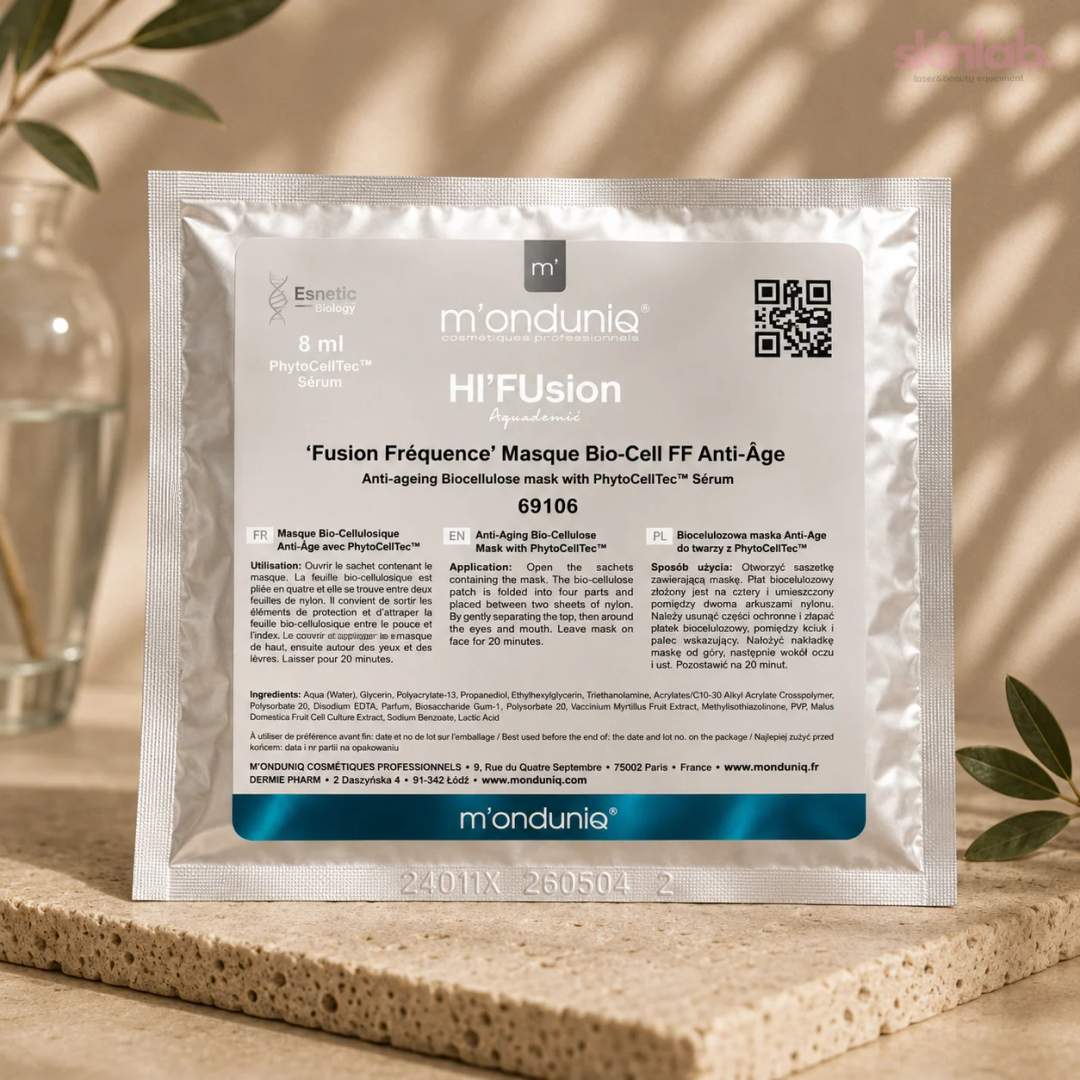 skinlab.
laser&beauty equipment
m'
Esnetic
Biology
8 ml
PhytoCellTec™
Sérum
m'onduniq®
cosmétiques professionnels
HI'FUsion
Aquademić
'Fusion Fréquence' Masque Bio-Cell FF Anti-Âge
Anti-ageing Biocellulose mask with PhytoCellTec™ Sérum
69106
FR Masque Bio-Cellulosique
Anti-Âge avec PhytoCellTec™
Utilisation: Ouvrir le sachet contenant le
masque. La feuille bio-cellulosique est
pliée en quatre et elle se trouve entre deux
feuilles de nylon. Il convient de sortir les
éléments de protection et d'attraper la
feuille bio-cellulosique entre le pouce et
l'index. Le couvrir et appliquer le masque
de haut, ensuite autour des yeux et des
lèvres. Laisser pour 20 minutes.
EN Anti-Aging Bio-Cellulose
Mask with PhytoCellTec™
Application: Open the sachets
containing the mask. The bio-cellulose
patch is folded into four parts and
placed between two sheets of nylon.
By gently separating the top, then around
the eyes and mouth. Leave mask on
face for 20 minutes.
PL Biocelulozowa maska Anti-Age
do twarzy z PhytoCellTec™
Sposób użycia: Otworzyć saszetkę
zawierającą maskę. Płat biocelulozowy
złożony jest na cztery i umieszczony
pomiędzy dwoma arkuszami nylonu.
Należy usunąć części ochronne i złapać
płatek biocelulozowy, pomiędzy kciuk i
palec wskazujący. Nałożyć nakładkę
maskę od góry, następnie wokół oczu
i ust. Pozostawić na 20 minut.
Ingredients: Aqua (Water), Glycerin, Polyacrylate-13, Propanediol, Ethylhexylglycerin, Triethanolamine, Acrylates/C10-30 Alkyl Acrylate Crosspolymer,
Polysorbate 20, Disodium EDTA, Parfum, Biosaccharide Gum-1, Polysorbate 20, Vaccinium Myrtillus Fruit Extract, Methylisothiazolinone, PVP, Malus
Domestica Fruit Cell Culture Extract, Sodium Benzoate, Lactic Acid
À utiliser de préférence avant fin: date et no de lot sur l'emballage / Best used before the end of: the date and lot no. on the package / Najlepiej zużyć przed
końcem: data i nr partii na opakowaniu
M'ONDUNIQ COSMÉTIQUES PROFESSIONNELS • 9, Rue du Quatre Septembre • 75002 Paris • France • www.monduniq.fr
DERMIE PHARM • 2 Daszyńska 4 • 91-342 Łódź • www.monduniq.com
m'onduniq®
24011X 260504 2